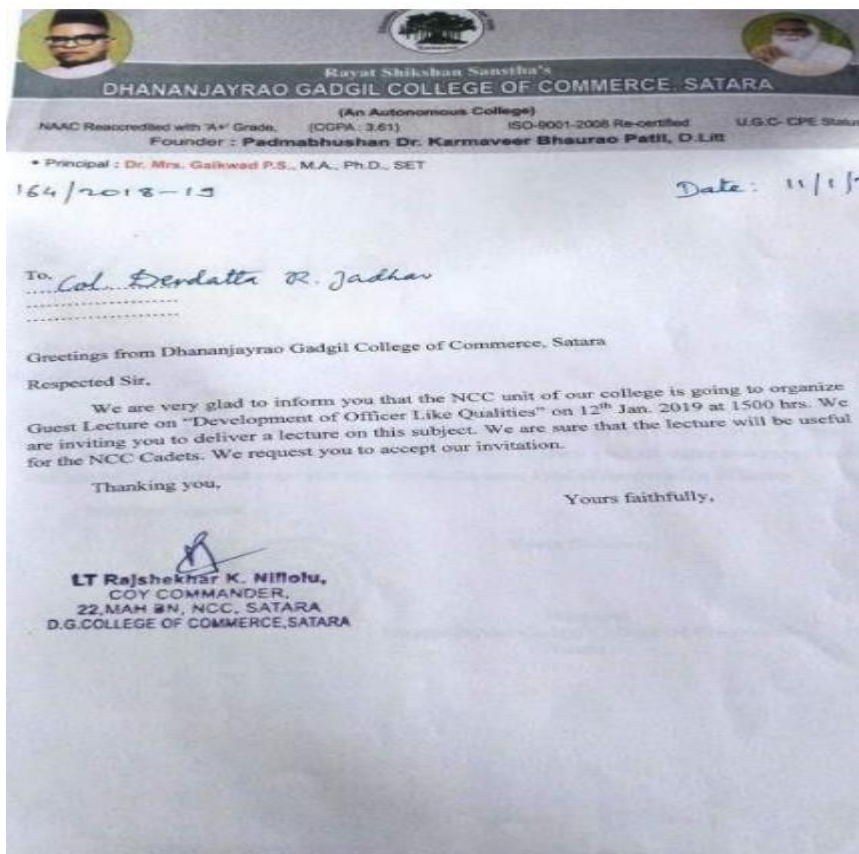 Rayat Shikshan Sanstha's
DHANANJAYRAO GADGIL COLLEGE OF COMMERCE, SATARA
(An Autonomous College)
NAAC Reaccredited with 'A+' Grade, (CGPA : 3.61) ISO-9001-2008 Re-certified U.G.C- CPE Status
Founder : Padmabhushan Dr. Karmaveer Bhaurao Patil, D.Litt
• Principal : Dr. Mrs. Gaikwad P.S., M.A., Ph.D., SET
164/2018-19 Date: 11/1/
To, Col. Devdatta R. Jadhav
Greetings from Dhananjayrao Gadgil College of Commerce, Satara
Respected Sir,
We are very glad to inform you that the NCC unit of our college is going to organize
Guest Lecture on “Development of Officer Like Qualities” on 12th Jan. 2019 at 1500 hrs. We
are inviting you to deliver a lecture on this subject. We are sure that the lecture will be useful
for the NCC Cadets. We request you to accept our invitation.
Thanking you,
Yours faithfully,
LT Rajshekhar K. Nillolu,
COY COMMANDER,
22,MAH BN, NCC, SATARA
D.G.COLLEGE OF COMMERCE,SATARA